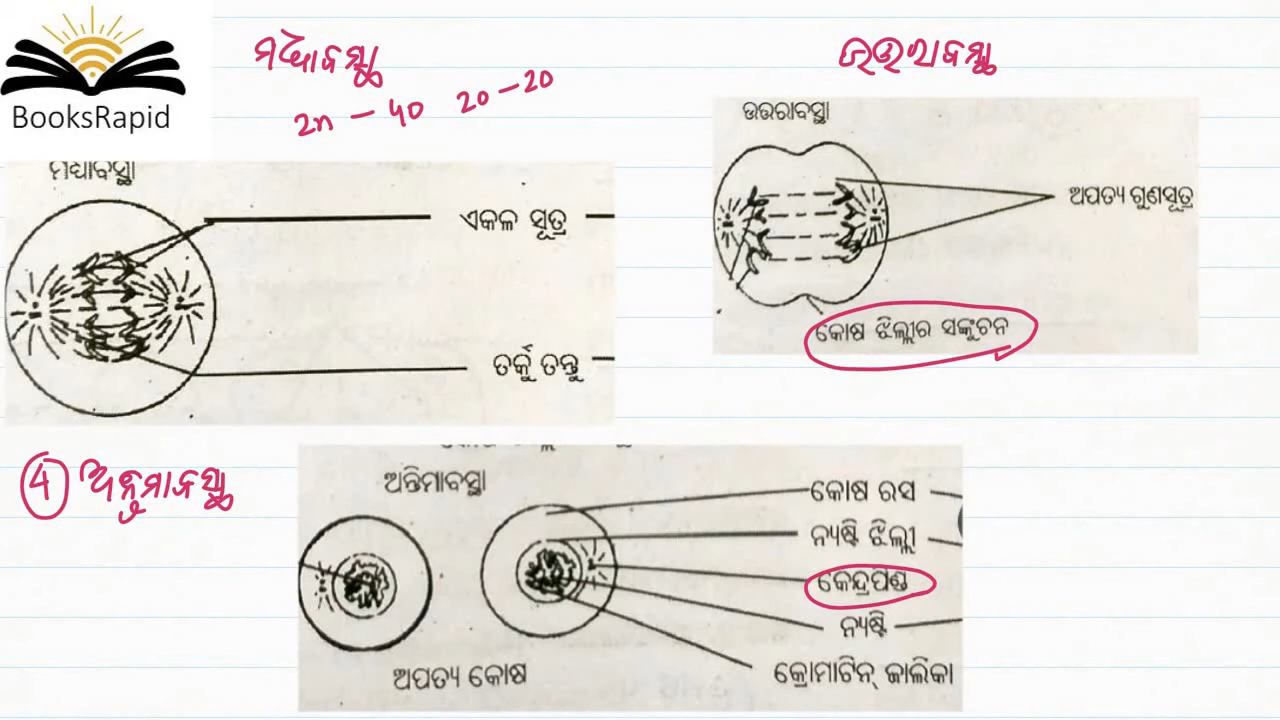 BooksRapid
ମଧ୍ୟାବସ୍ଥା
2n - 40 20-20
ଉତ୍ତରାବସ୍ଥା
ମଧ୍ୟାବସ୍ଥା
ଏକଳ ସୂତ୍ର
ତର୍କୁ ତନ୍ତୁ
ଉତ୍ତରାବସ୍ଥା
ଅପତ୍ୟ ଗୁଣସୂତ୍ର
କୋଷ ଝିଲ୍ଲୀର ସଙ୍କୁଚନ
4 ଅନ୍ତିମାବସ୍ଥା
ଅନ୍ତିମାବସ୍ଥା
କୋଷ ରସ
ନ୍ୟଷ୍ଟି ଝିଲ୍ଲୀ
କେନ୍ଦ୍ରପିଣ୍ଡ
ନ୍ୟଷ୍ଟି
କ୍ରୋମାଟିନ୍ ଜାଲିକା
ଅପତ୍ୟ କୋଷ